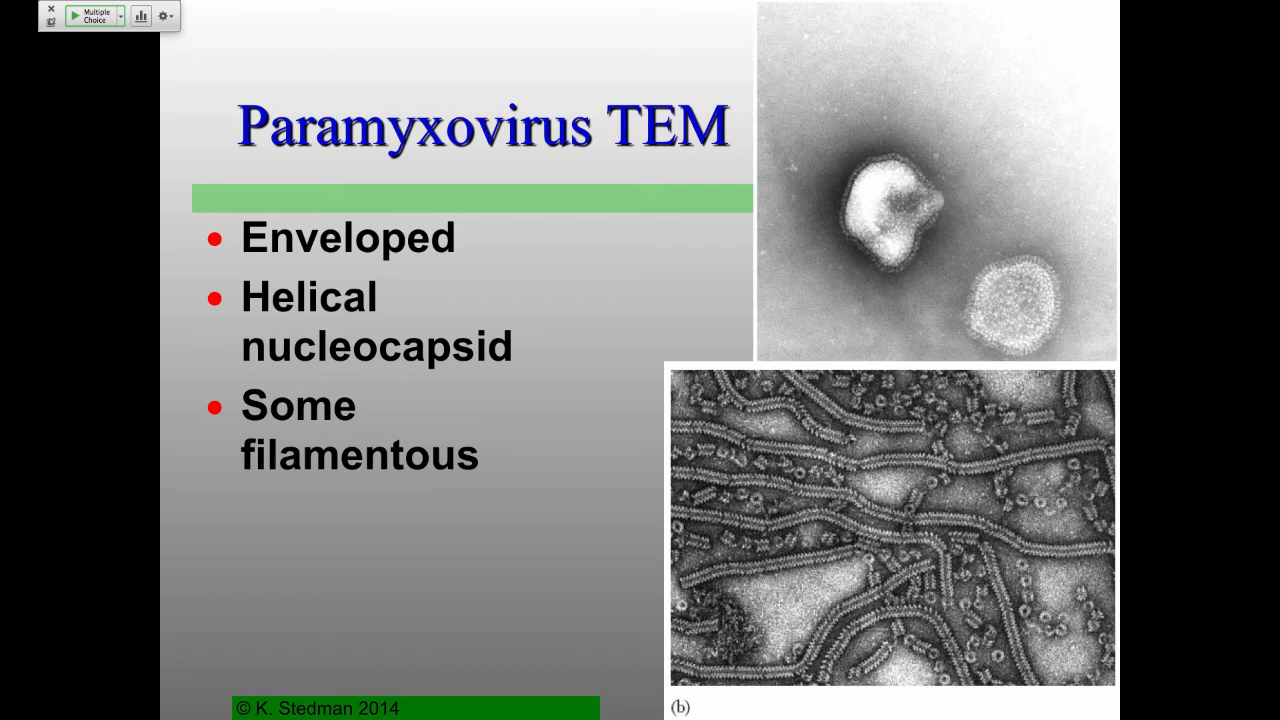 Multiple
Choice
Paramyxovirus TEM
Enveloped
Helical
nucleocapsid
Some
filamentous
© K. Stedman 2014
(b)